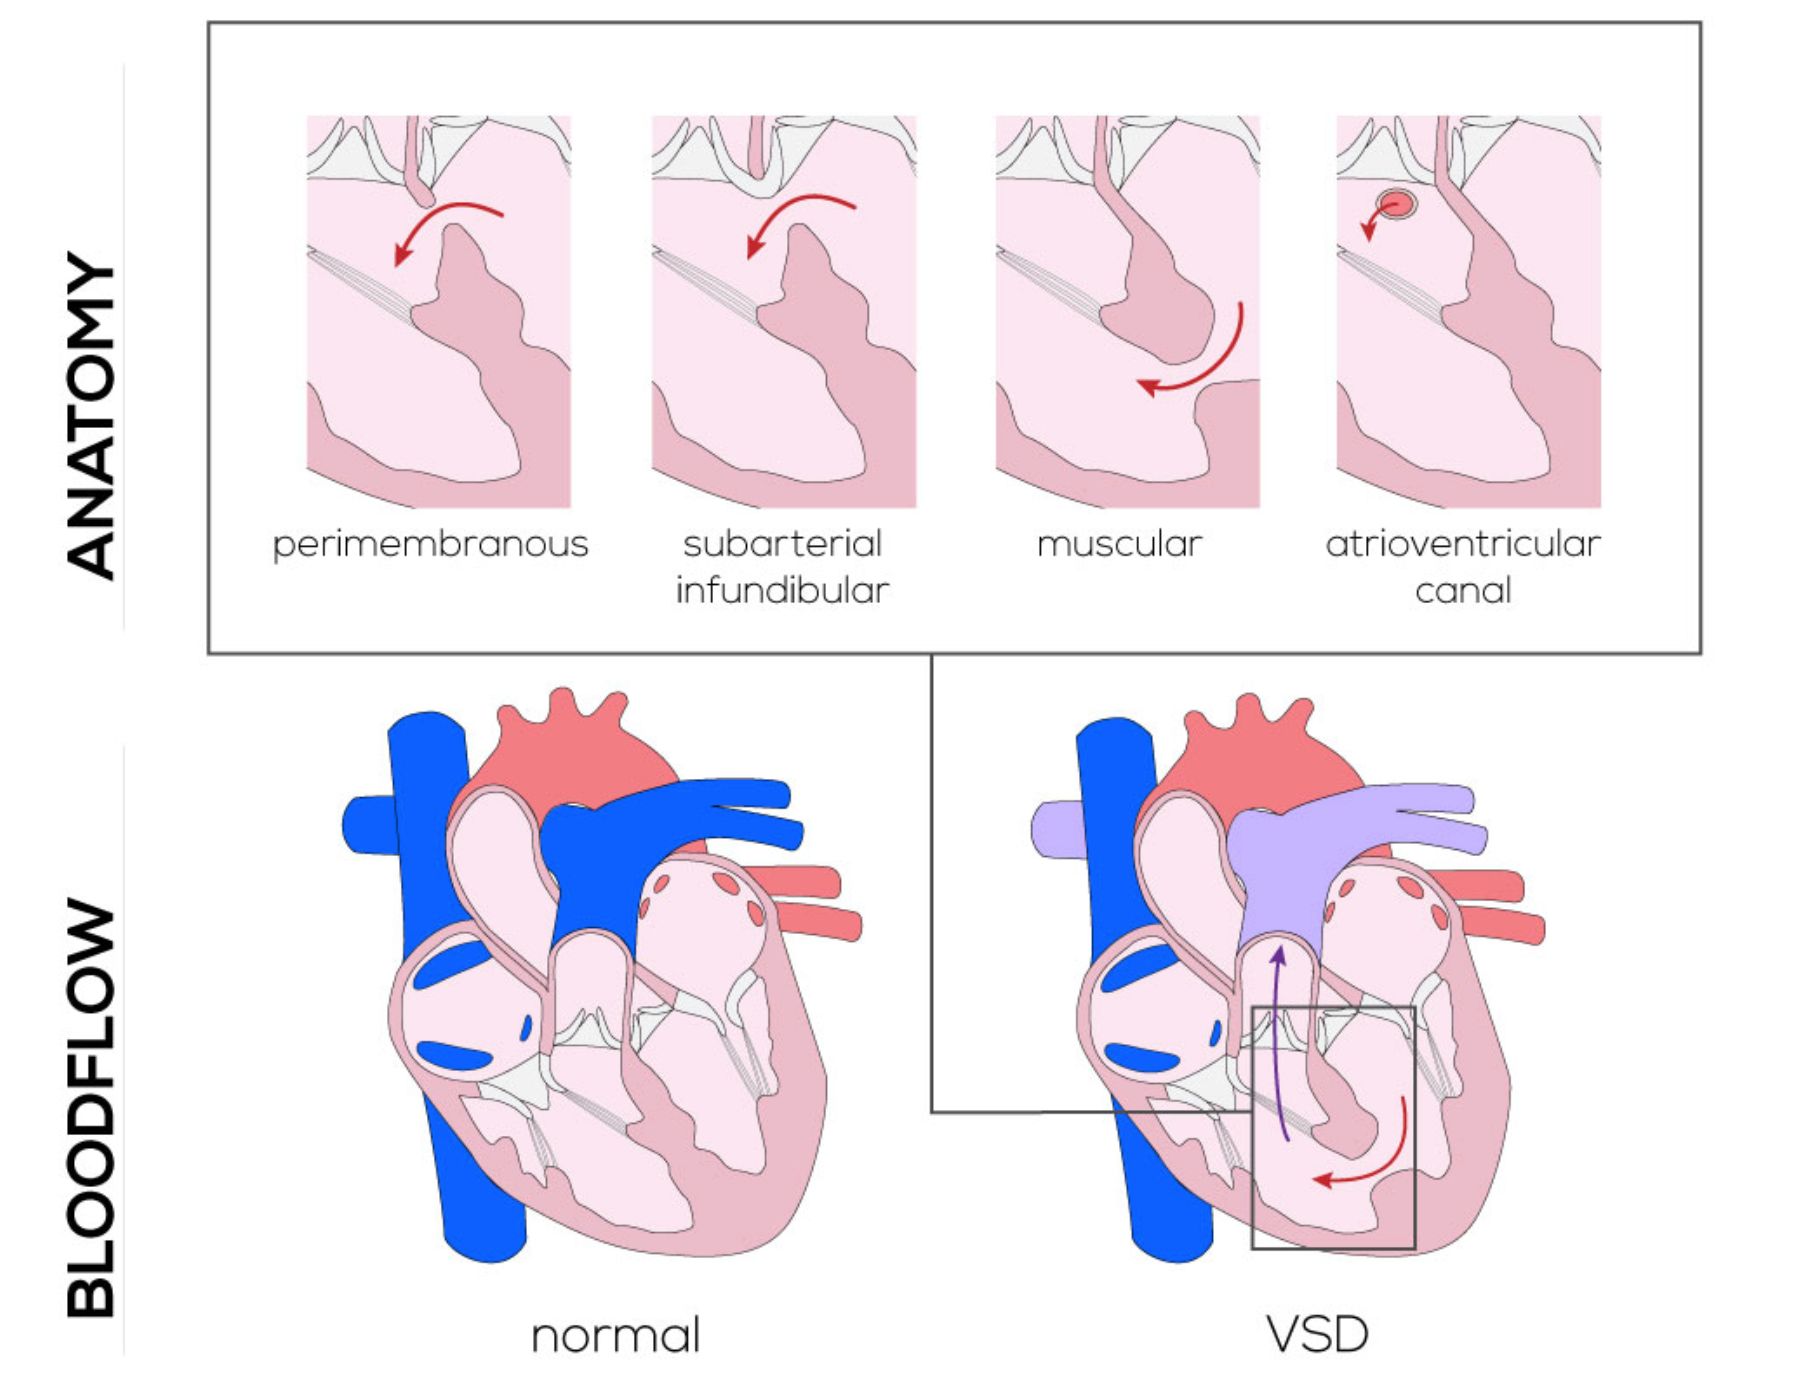 ANATOMY
perimembranous
subarterial
infundibular
muscular
atrioventricular
canal
BLOODFLOW
normal
VSD